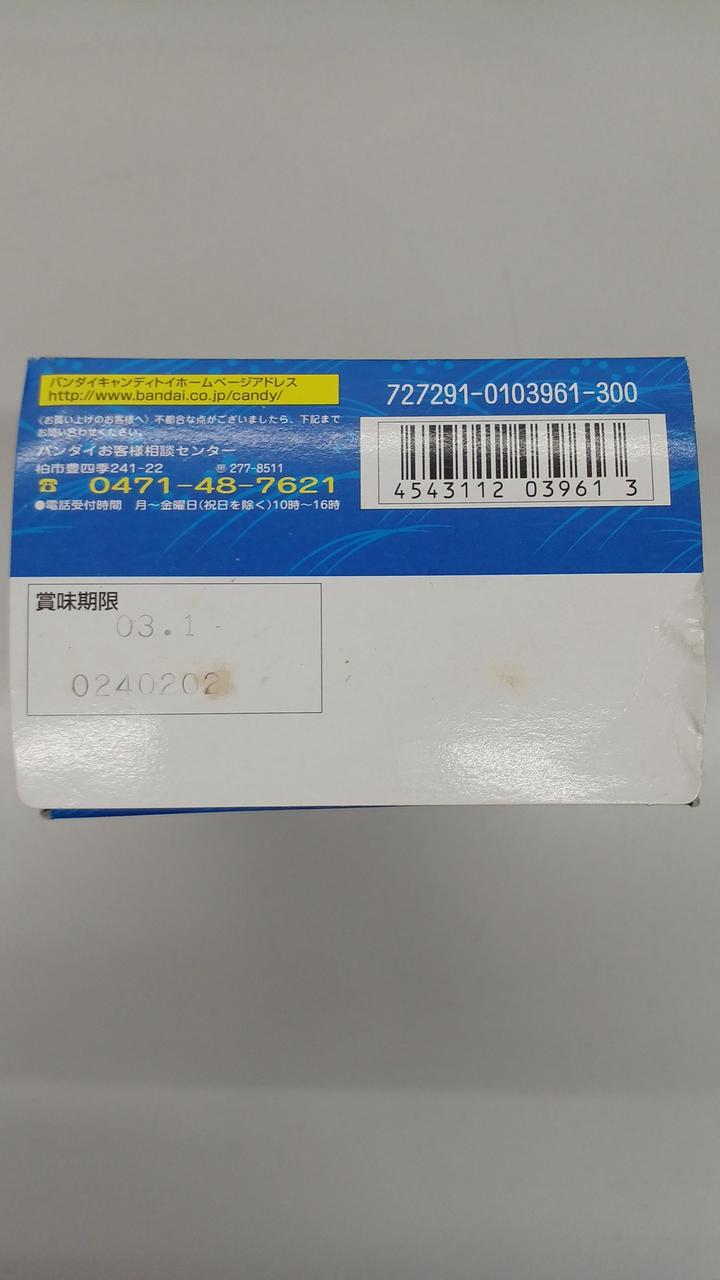 バンダイキャンディトイホームページアドレス
http://www.bandai.co.jp/candy/
〈お買い上げのお客様へ〉不都合な点がございましたら、下記まで
お問い合わせください。
バンダイお客様相談センター
柏市豊四季241-22 〒277-8511
☎ 0471-48-7621
●電話受付時間 月〜金曜日(祝日を除く)10時〜16時
727291-0103961-300
4543112 03961 3
賞味期限
03.1
0240202